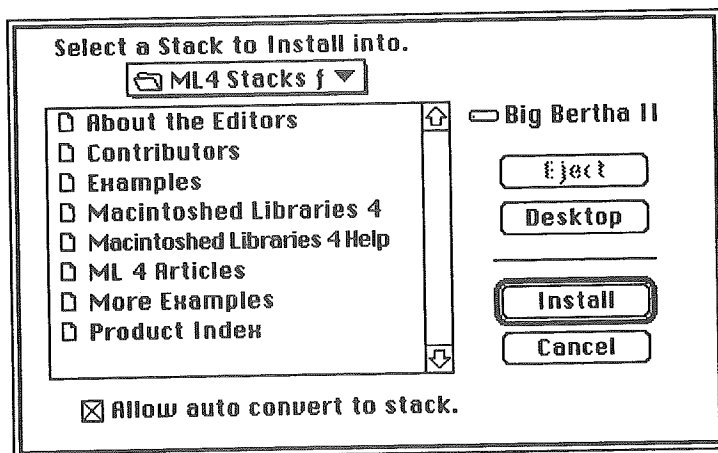 Select a Stack to Install into.
ML4 Stacks ƒ
About the Editors
Contributors
Examples
Macintoshed Libraries 4
Macintoshed Libraries 4 Help
ML 4 Articles
More Examples
Product Index
Big Bertha II
Eject
Desktop
Install
Cancel
Allow auto convert to stack.